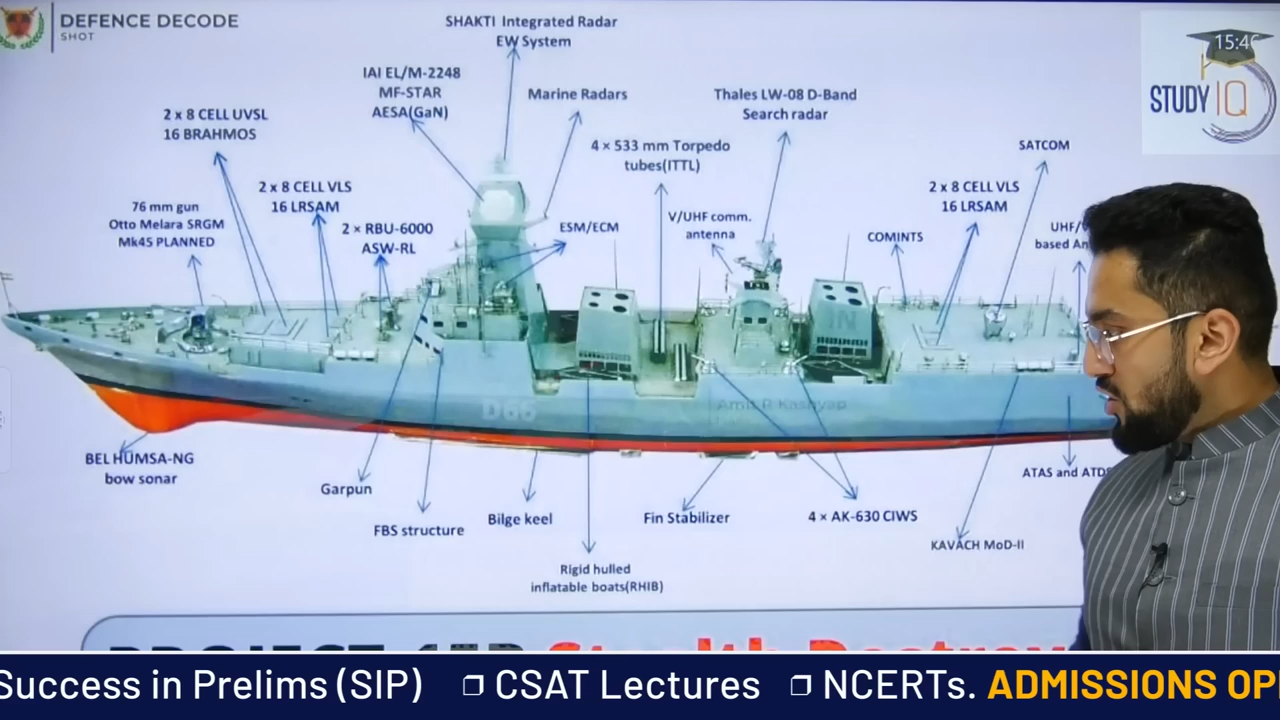 DEFENCE DECODE
SHOT
SHAKTI Integrated Radar
EW System
15:4
STUDY IQ
IAI EL/M-2248
MF-STAR
AESA(GaN)
Marine Radars
Thales LW-08 D-Band
Search radar
2 x 8 CELL UVSL
16 BRAHMOS
4 × 533 mm Torpedo
tubes(ITTL)
SATCOM
2 x 8 CELL VLS
16 LRSAM
2 x 8 CELL VLS
16 LRSAM
76 mm gun
Otto Melara SRGM
Mk45 PLANNED
2 × RBU-6000
ASW-RL
ESM/ECM
V/UHF comm.
antenna
COMINTS
UHF/
based An
IN
D66
Amit R Kashyap
BEL HUMSA-NG
bow sonar
Garpun
FBS structure
Bilge keel
Fin Stabilizer
4 × AK-630 CIWS
ATAS and ATDS
KAVACH MoD-II
Rigid hulled
inflatable boats(RHIB)
Success in Prelims (SIP) CSAT Lectures NCERTs. ADMISSIONS OP